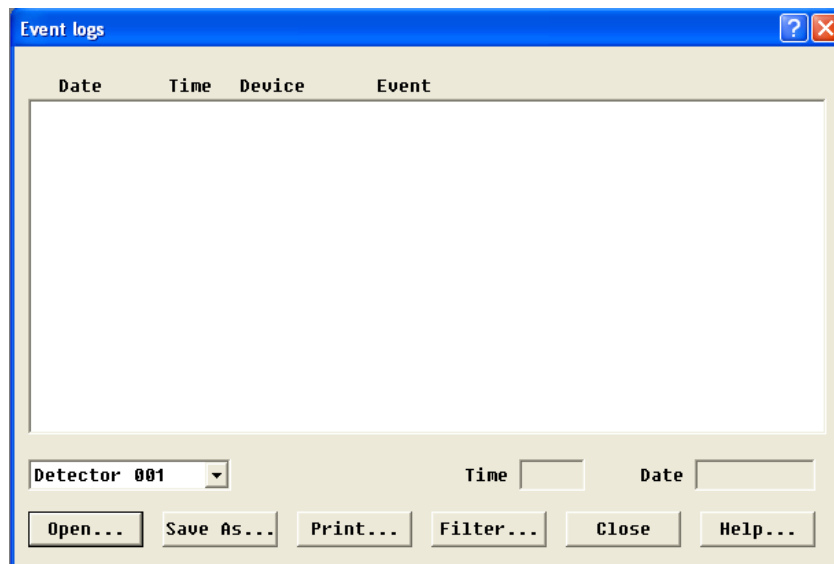 Event logs
Date Time Device Event
Detector 001 Time Date
Open... Save As... Print... Filter... Close Help...